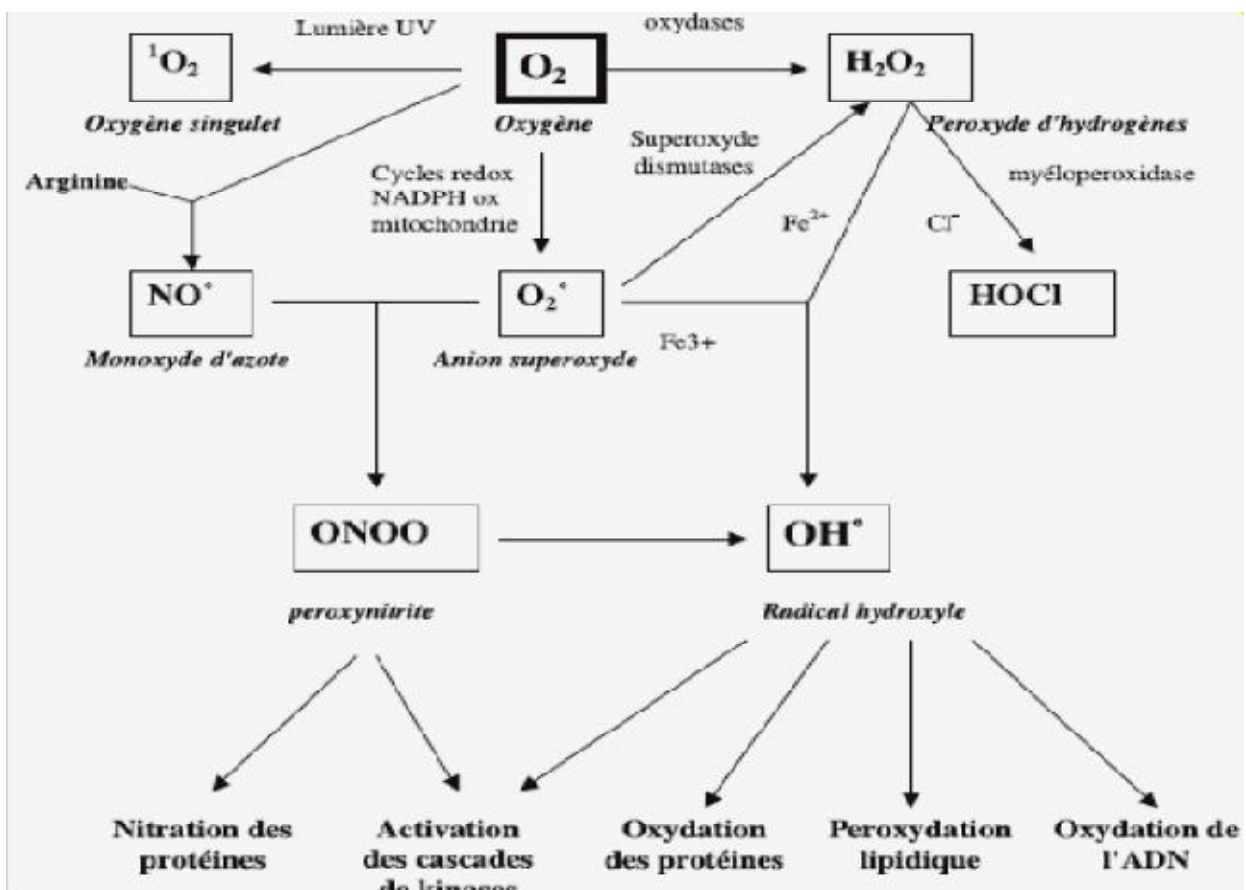 Lumière UV
oxydases
¹O₂
O₂
H₂O₂
Oxygène singulet
Oxygène
Peroxyde d'hydrogènes
Superoxyde
dismutases
Arginine
Cycles redox
NADPH ox
mitochondrie
myéloperoxidase
Fe²⁺
Cl⁻
NO°
O₂°
HOCl
Monoxyde d'azote
Anion superoxyde
Fe3+
ONOO
OH°
peroxynitrite
Radical hydroxyle
Nitration des
protéines
Activation
des cascades
de kinases
Oxydation
des protéines
Peroxydation
lipidique
Oxydation de
l'ADN